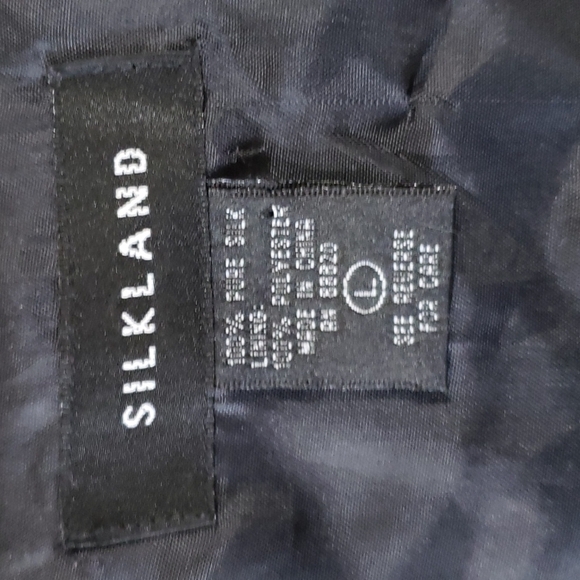 SILKLAND
100% PURE SILK
LINING:
100% POLYESTER
MADE IN CHINA
RN 88820
L
SEE REVERSE
FOR CARE